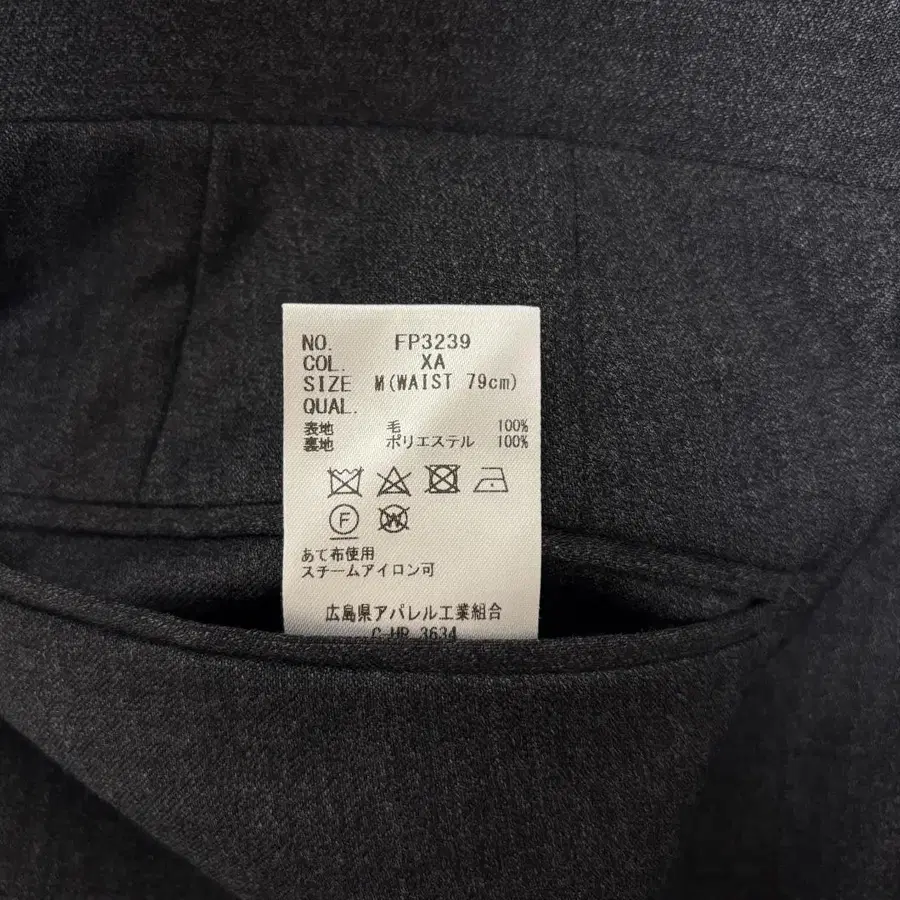 NO. FP3239
COL. XA
SIZE M(WAIST 79cm)
QUAL.
表地 毛 100%
裏地 ポリエステル 100%
F W
あて布使用
スチームアイロン可
広島県アパレル工業組合
C-HR 3634